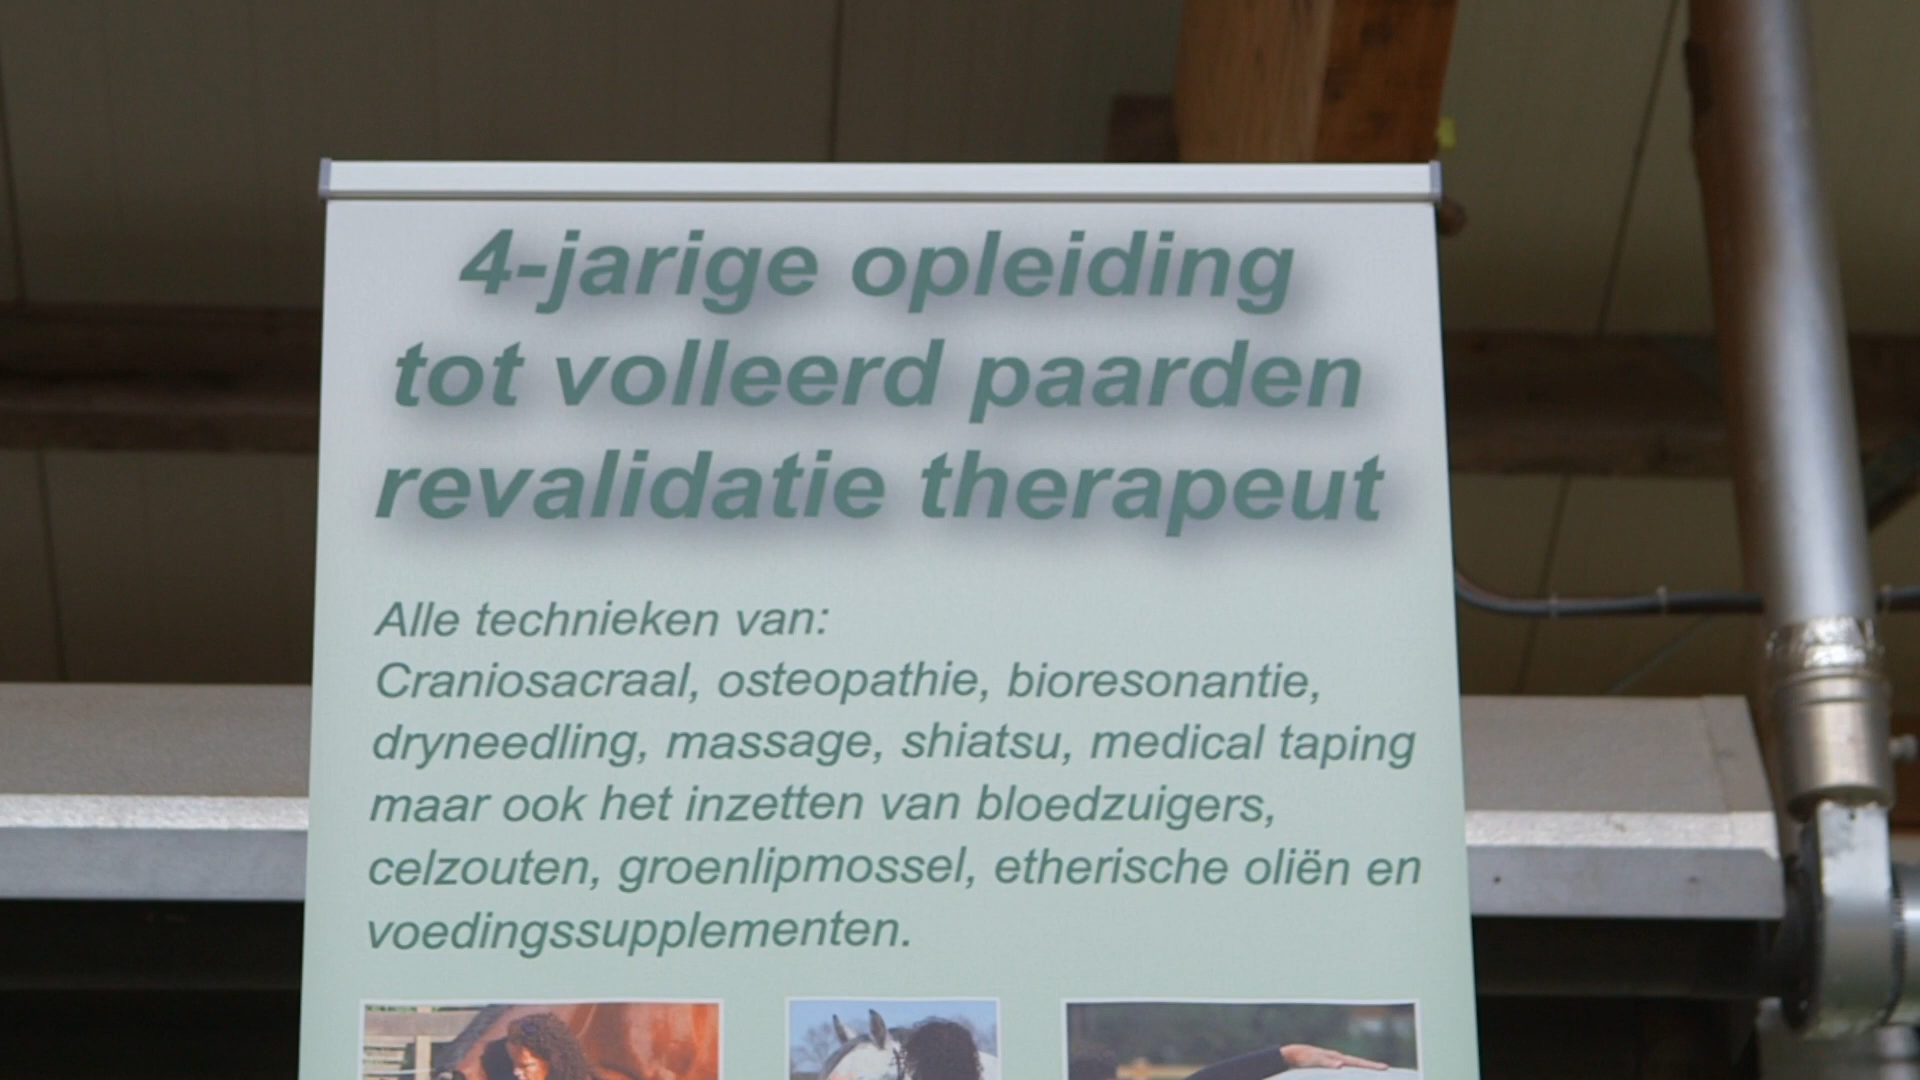 4-jarige opleiding
tot volleerd paarden
revalidatie therapeut
Alle technieken van:
Craniosacraal, osteopathie, bioresonantie,
dryneedling, massage, shiatsu, medical taping
maar ook het inzetten van bloedzuigers,
celzouten, groenlipmossel, etherische oliën en
voedingssupplementen.